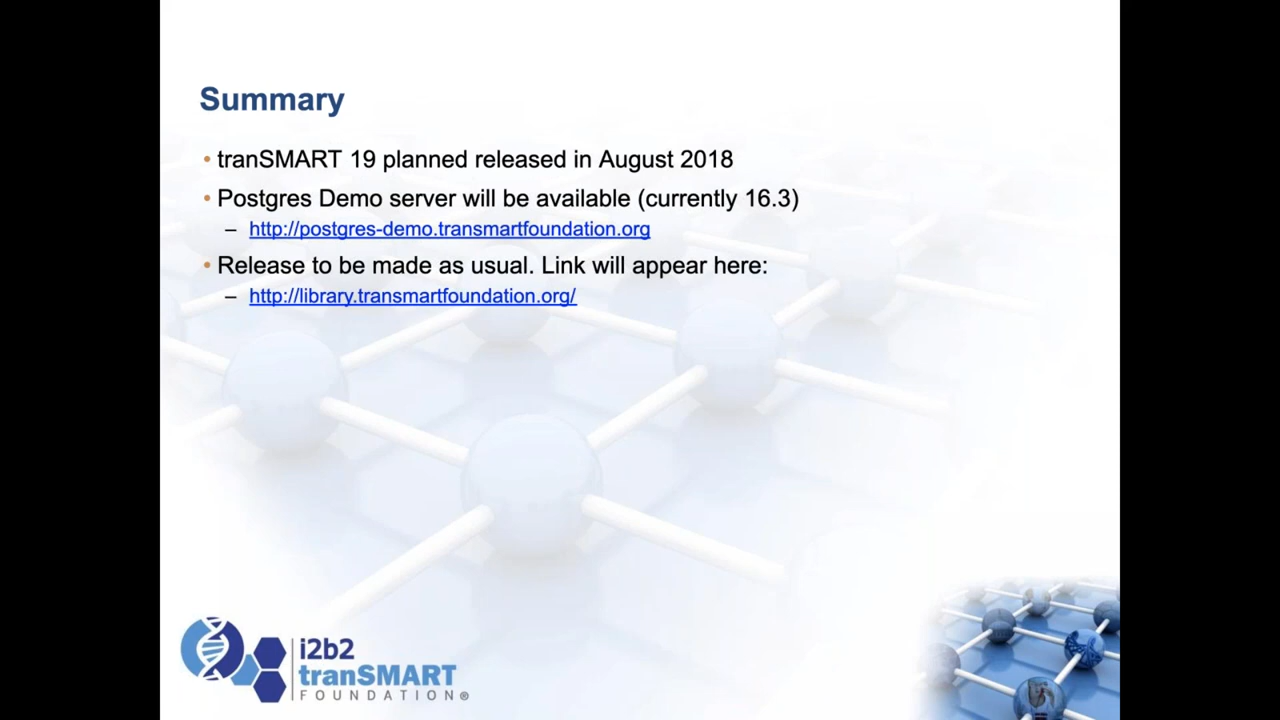 Summary
• tranSMART 19 planned released in August 2018
• Postgres Demo server will be available (currently 16.3)
– http://postgres-demo.transmartfoundation.org
• Release to be made as usual. Link will appear here:
– http://library.transmartfoundation.org/
i2b2
tranSMART
FOUNDATION®